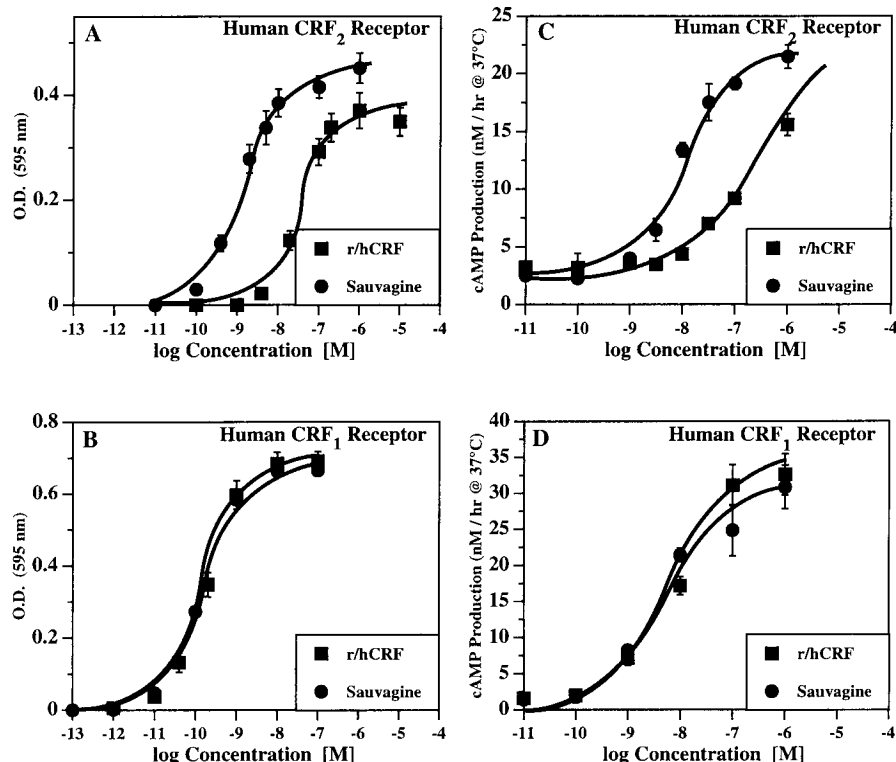 A
Human CRF2 Receptor
O.D. (595 nm)
0.4
0.2
0
r/hCRF
Sauvagine
-13 -12 -11 -10 -9 -8 -7 -6 -5 -4
log Concentration [M]
C
Human CRF2 Receptor
cAMP Production (nM / hr @ 37°C)
25
20
15
10
5
0
r/hCRF
Sauvagine
-11 -10 -9 -8 -7 -6 -5 -4
log Concentration [M]
B
Human CRF1 Receptor
O.D. (595 nm)
0.8
0.6
0.4
0.2
0
r/hCRF
Sauvagine
-13 -12 -11 -10 -9 -8 -7 -6 -5 -4
log Concentration [M]
D
Human CRF1 Receptor
cAMP Production (nM / hr @ 37°C)
40
35
30
25
20
15
10
5
0
r/hCRF
Sauvagine
-11 -10 -9 -8 -7 -6 -5 -4
log Concentration [M]